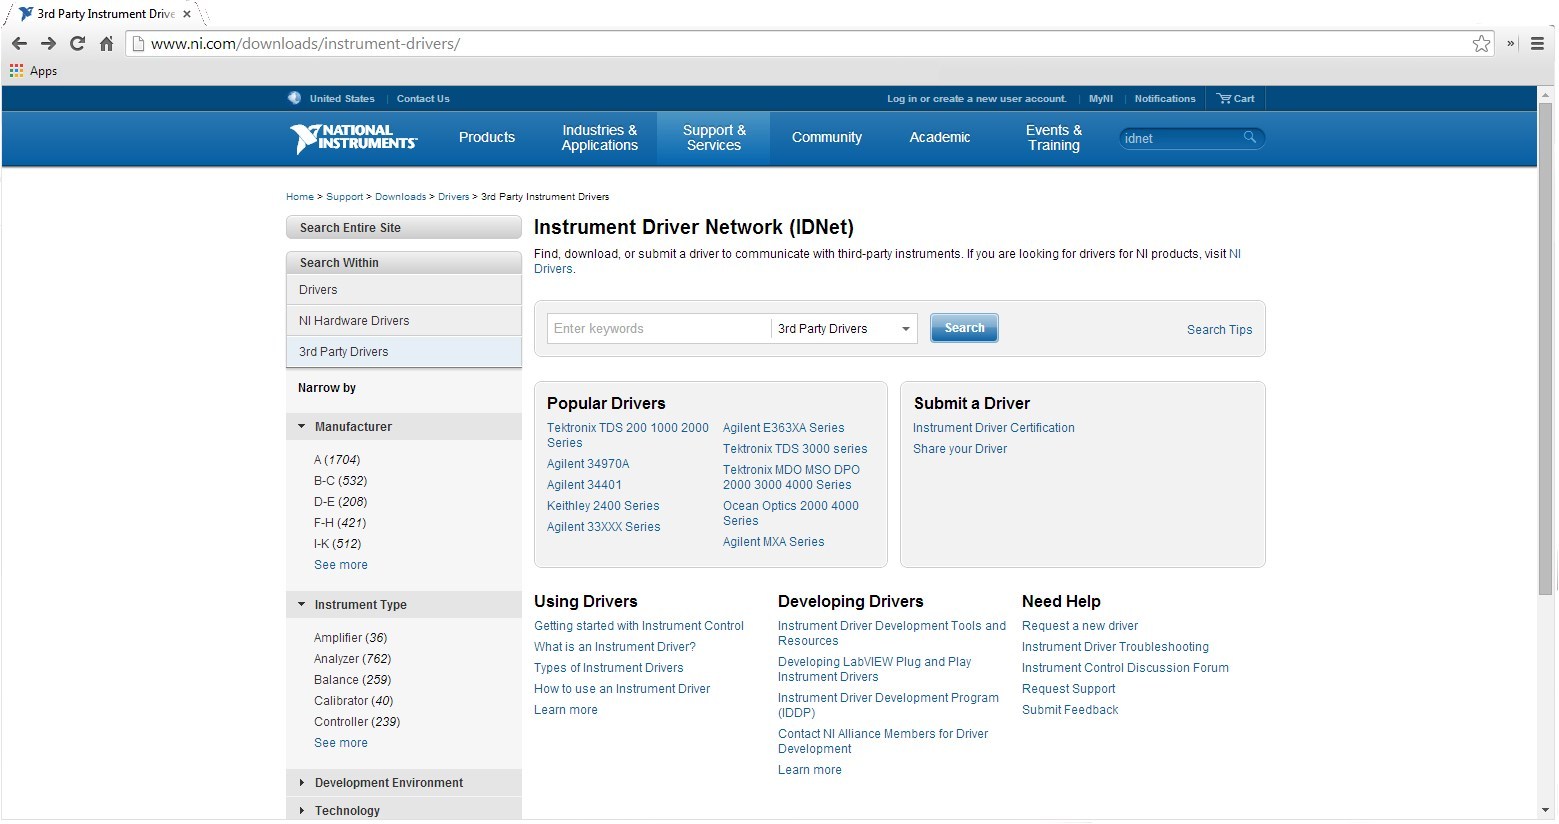 3rd Party Instrument Drive
www.ni.com/downloads/instrument-drivers/
Apps
United States
Contact Us
Log in or create a new user account.
MyNI
Notifications
Cart
NATIONAL
INSTRUMENTS
Products
Industries &
Applications
Support &
Services
Community
Academic
Events &
Training
idnet
Home > Support > Downloads > Drivers > 3rd Party Instrument Drivers
Search Entire Site
Search Within
Drivers
NI Hardware Drivers
3rd Party Drivers
Narrow by
Manufacturer
A (1704)
B-C (532)
D-E (208)
F-H (421)
I-K (512)
See more
Instrument Type
Amplifier (36)
Analyzer (762)
Balance (259)
Calibrator (40)
Controller (239)
See more
Development Environment
Technology
Instrument Driver Network (IDNet)
Find, download, or submit a driver to communicate with third-party instruments. If you are looking for drivers for NI products, visit NI
Drivers.
Enter keywords
3rd Party Drivers
Search
Search Tips
Popular Drivers
Tektronix TDS 200 1000 2000
Series
Agilent 34970A
Agilent 34401
Keithley 2400 Series
Agilent 33XXX Series
Agilent E363XA Series
Tektronix TDS 3000 series
Tektronix MDO MSO DPO
2000 3000 4000 Series
Ocean Optics 2000 4000
Series
Agilent MXA Series
Submit a Driver
Instrument Driver Certification
Share your Driver
Using Drivers
Getting started with Instrument Control
What is an Instrument Driver?
Types of Instrument Drivers
How to use an Instrument Driver
Learn more
Developing Drivers
Instrument Driver Development Tools and
Resources
Developing LabVIEW Plug and Play
Instrument Drivers
Instrument Driver Development Program
(IDDP)
Contact NI Alliance Members for Driver
Development
Learn more
Need Help
Request a new driver
Instrument Driver Troubleshooting
Instrument Control Discussion Forum
Request Support
Submit Feedback